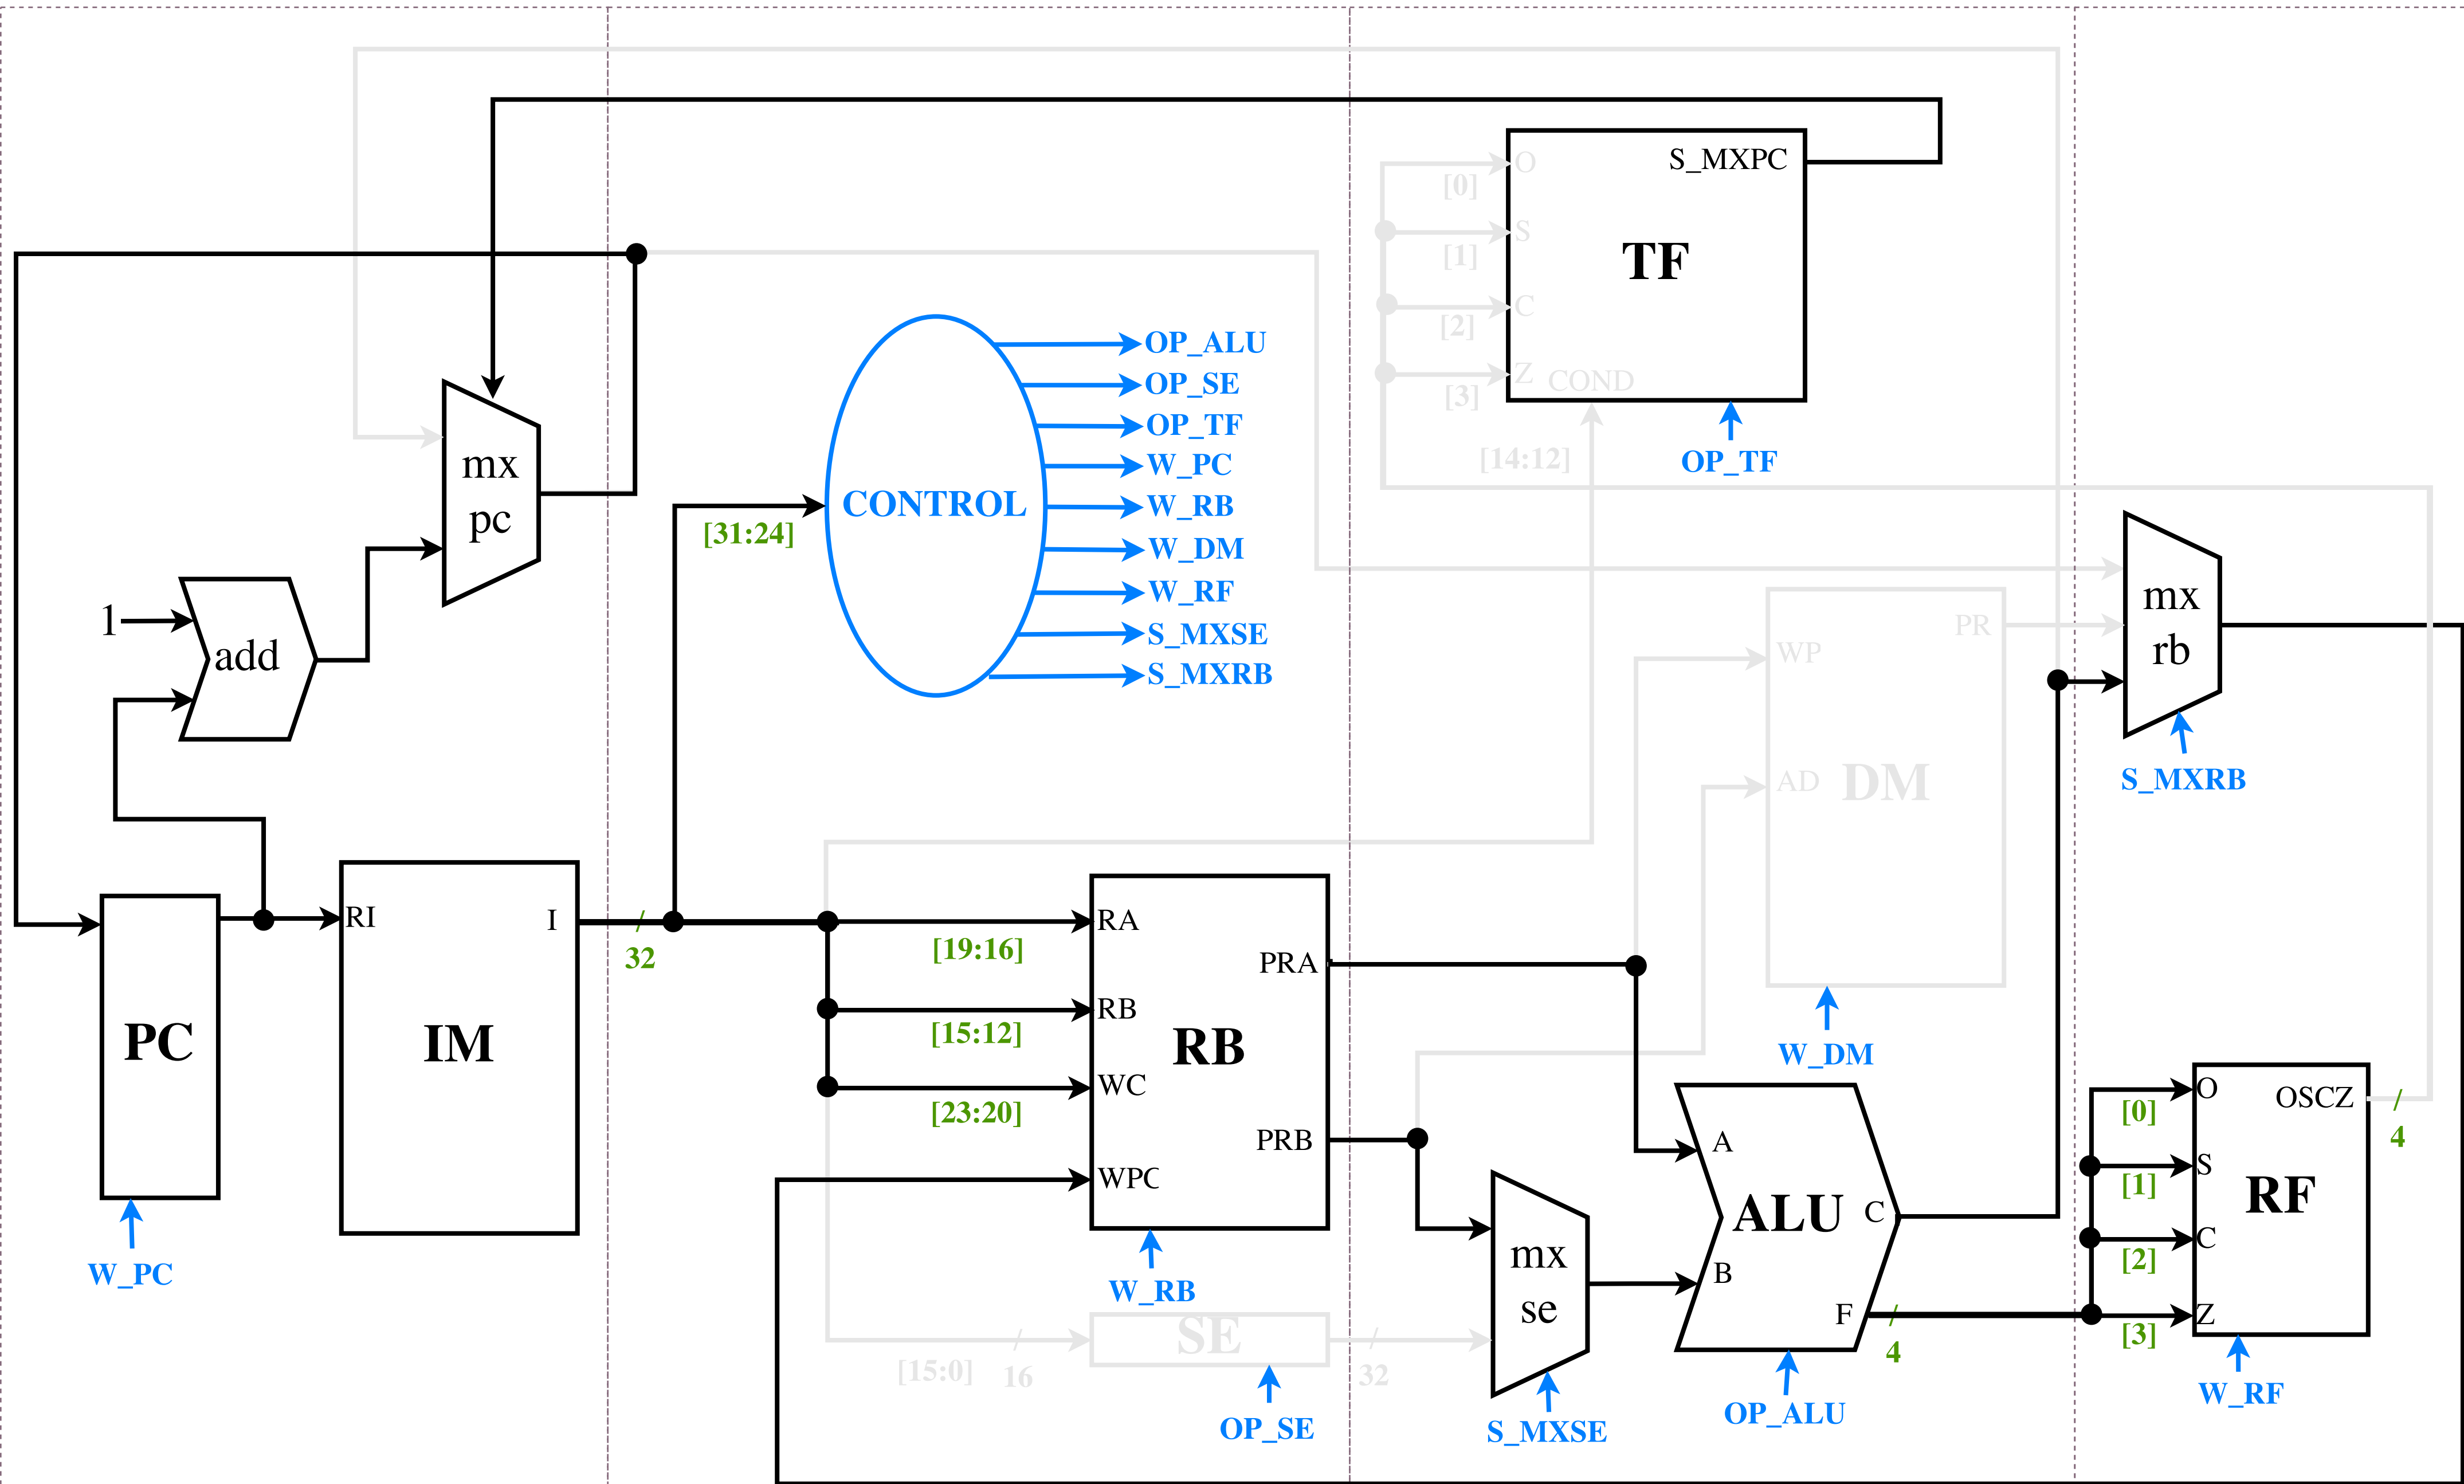 S_MXPC
O
[0]
S
[1]
TF
C
[2]
Z
COND
[3]
[14:12]
OP_TF
OP_ALU
OP_SE
OP_TF
W_PC
W_RB
W_DM
W_RF
S_MXSE
S_MXRB
CONTROL
[31:24]
mx
pc
1
add
mx
rb
S_MXRB
WP
PR
AD
DM
W_DM
RI
I
32
PC
IM
W_PC
RA
[19:16]
RB
[15:12]
WC
[23:20]
WPC
PRA
PRB
RB
W_RB
SE
[15:0]
16
32
OP_SE
mx
se
S_MXSE
A
B
ALU
C
F
4
OP_ALU
O
[0]
S
[1]
C
[2]
Z
[3]
OSCZ
4
RF
W_RF